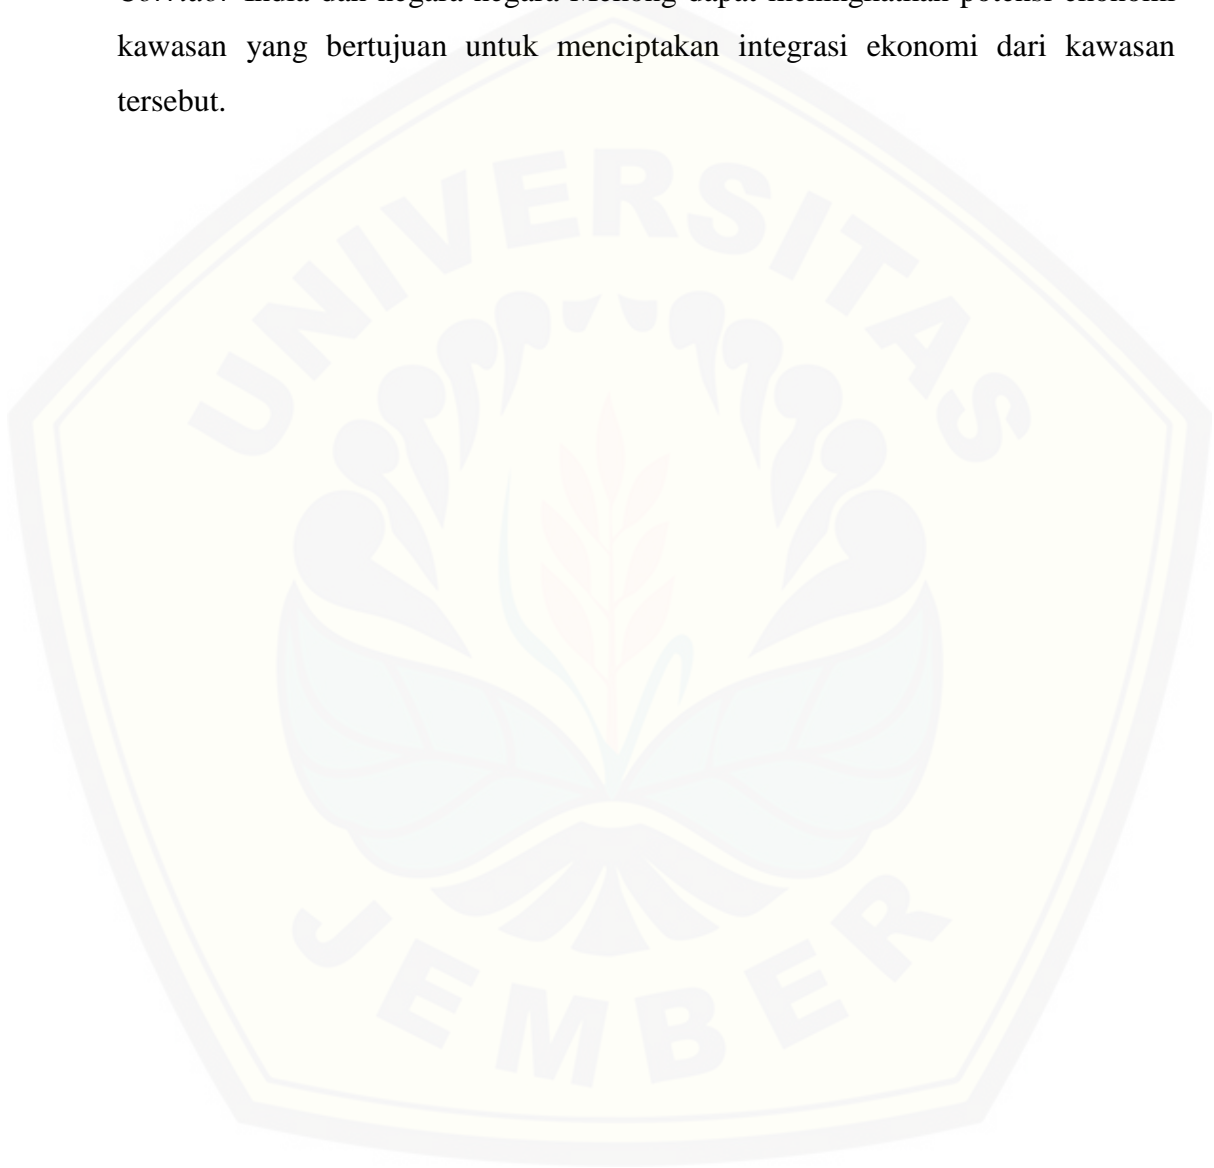 India dan negara-negara Mekong dapat meningkatkan potensi ekonomi
kawasan yang bertujuan untuk menciptakan integrasi ekonomi dari kawasan
tersebut.
UNIVERSITAS
JEMBER